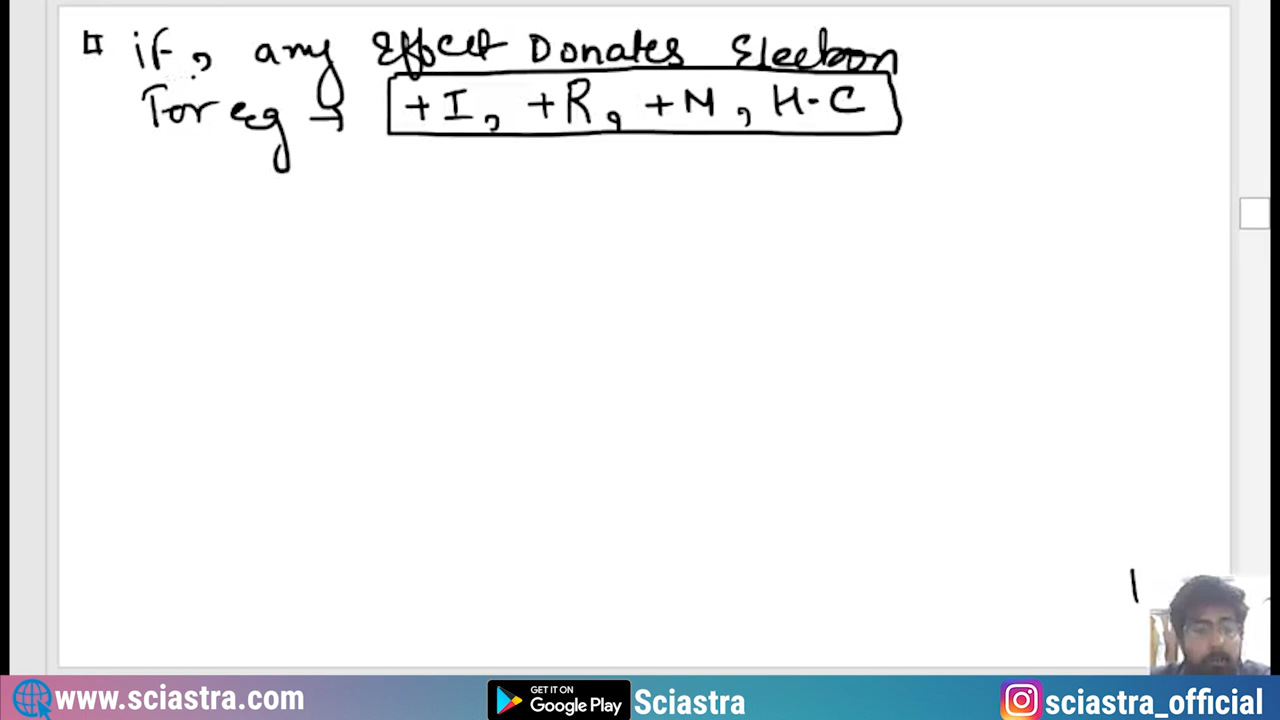 if, any Effect Donates Electron
For eg → +I, +R, +M, H·C
www.sciastra.com
GET IT ON
Google Play
Sciastra
sciastra_official